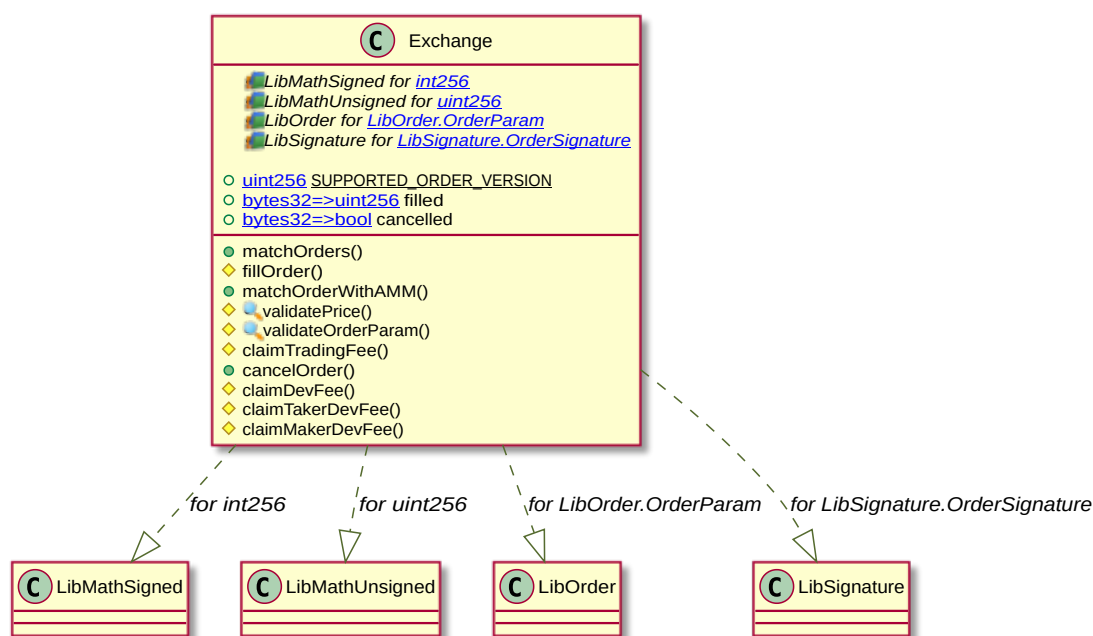 C Exchange
LibMathSigned for int256
LibMathUnsigned for uint256
LibOrder for LibOrder.OrderParam
LibSignature for LibSignature.OrderSignature
uint256 SUPPORTED_ORDER_VERSION
bytes32=>uint256 filled
bytes32=>bool cancelled
matchOrders()
fillOrder()
matchOrderWithAMM()
validatePrice()
validateOrderParam()
claimTradingFee()
cancelOrder()
claimDevFee()
claimTakerDevFee()
claimMakerDevFee()
for int256 for uint256 for LibOrder.OrderParam for LibSignature.OrderSignature
C LibMathSigned C LibMathUnsigned C LibOrder C LibSignature